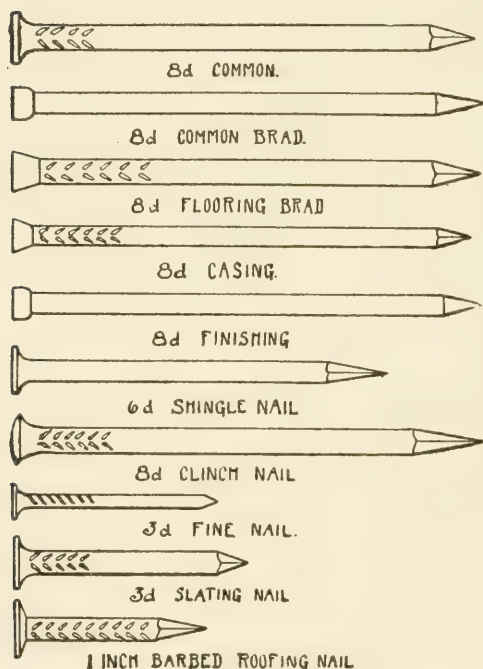 8d COMMON.
8d COMMON BRAD.
8d FLOORING BRAD
8d CASING.
8d FINISHING
6d SHINGLE NAIL
8d CLINCH NAIL
3d FINE NAIL.
3d SLATING NAIL
1 INCH BARBED ROOFING NAIL